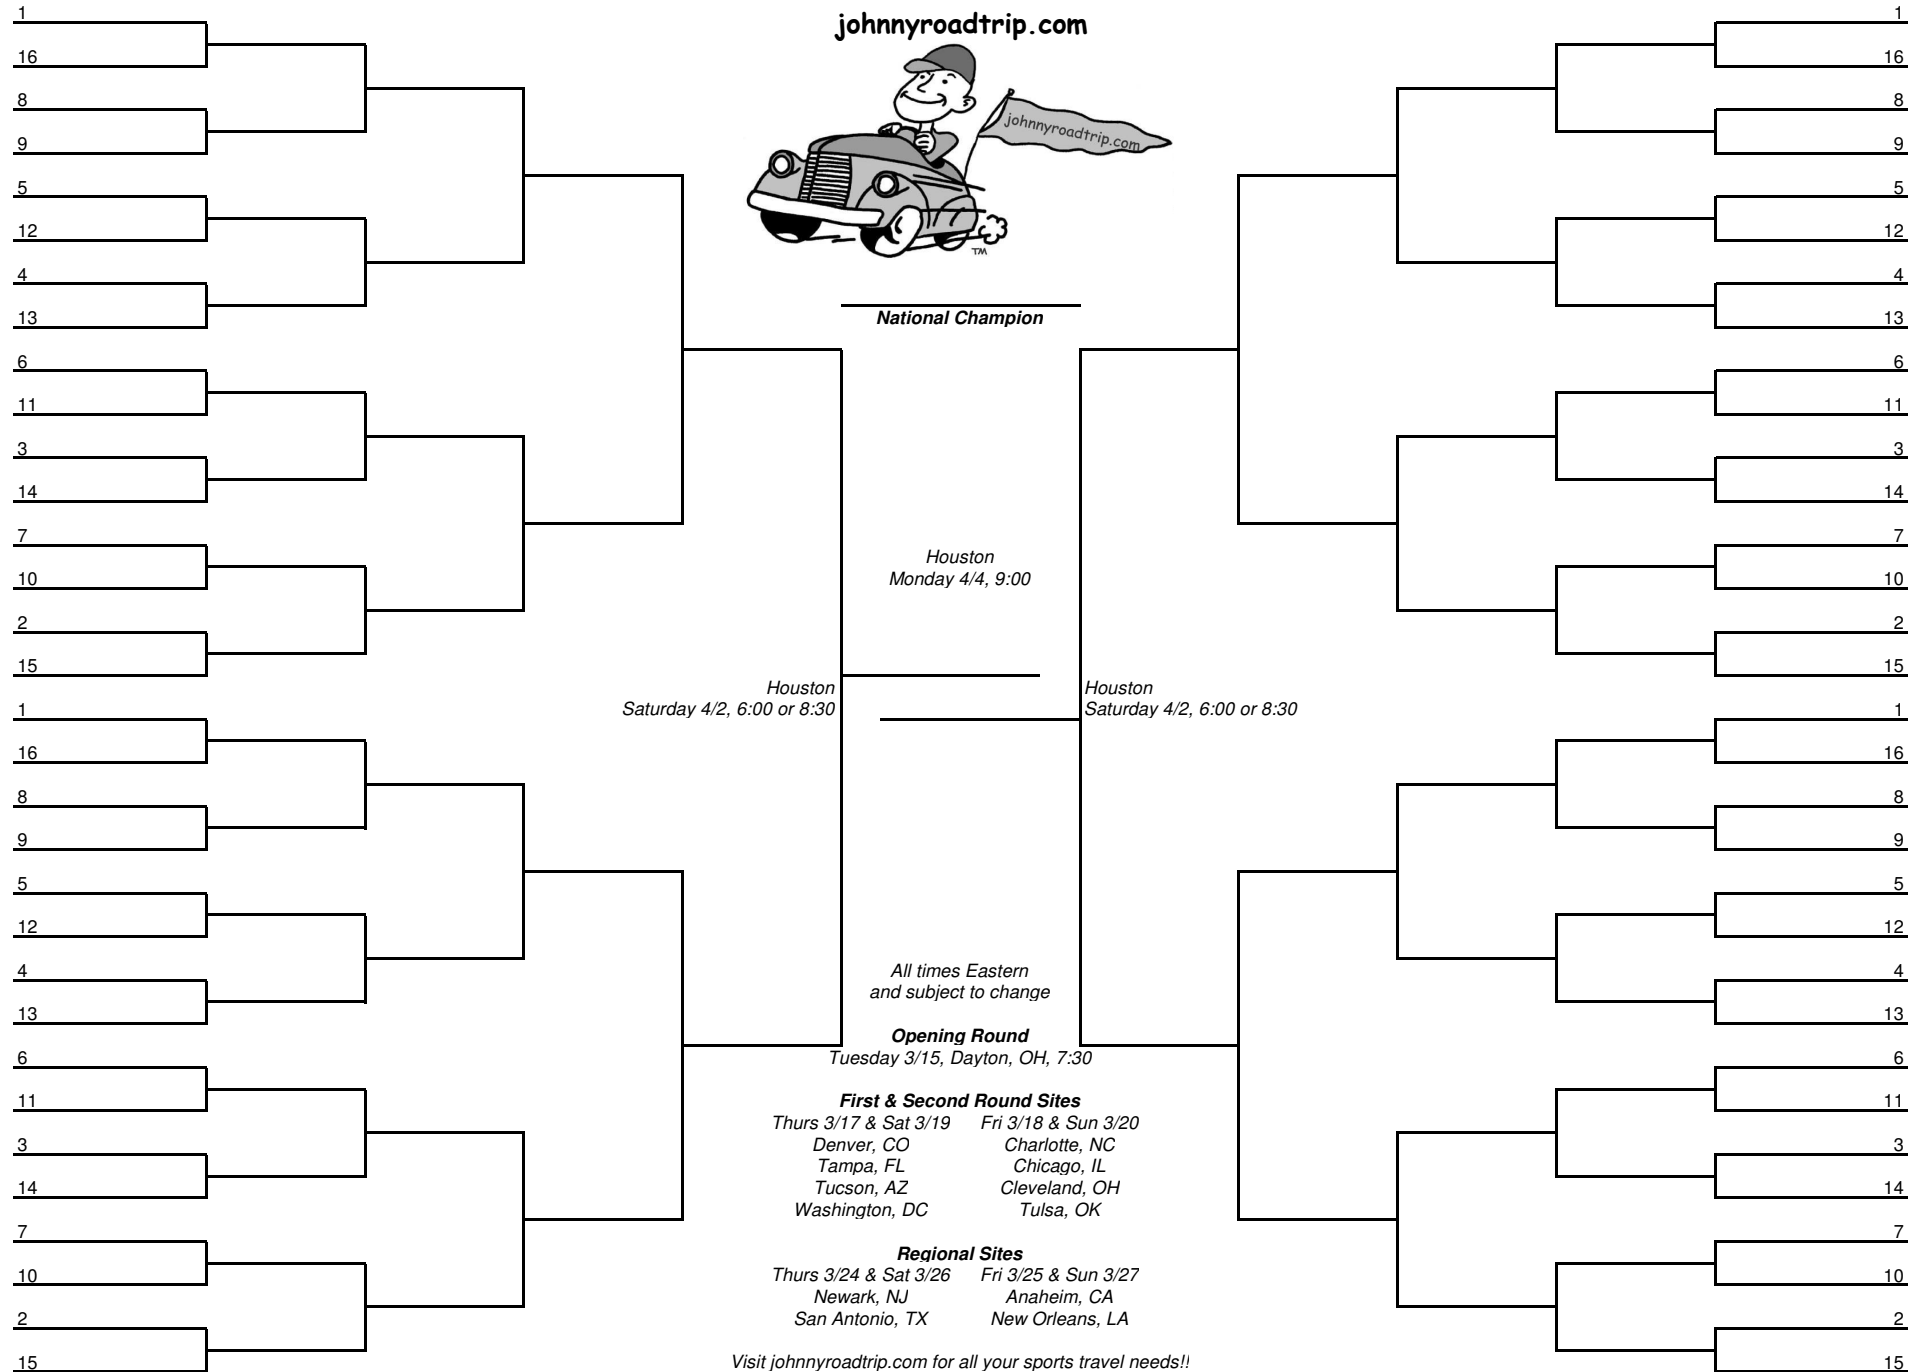 johnnyroadtrip.com
johnnyroadtrip.com
TM
National Champion
1
16
8
9
5
12
4
13
6
11
3
14
7
10
2
15
1
16
8
9
5
12
4
13
6
11
3
14
7
10
2
15
Houston
Monday 4/4, 9:00
Houston
Saturday 4/2, 6:00 or 8:30
Houston
Saturday 4/2, 6:00 or 8:30
All times Eastern
and subject to change
Opening Round
Tuesday 3/15, Dayton, OH, 7:30
First & Second Round Sites
Thurs 3/17 & Sat 3/19 Fri 3/18 & Sun 3/20
Denver, CO Charlotte, NC
Tampa, FL Chicago, IL
Tucson, AZ Cleveland, OH
Washington, DC Tulsa, OK
Regional Sites
Thurs 3/24 & Sat 3/26 Fri 3/25 & Sun 3/27
Newark, NJ Anaheim, CA
San Antonio, TX New Orleans, LA
Visit johnnyroadtrip.com for all your sports travel needs!!
1
16
8
9
5
12
4
13
6
11
3
14
7
10
2
15
1
16
8
9
5
12
4
13
6
11
3
14
7
10
2
15